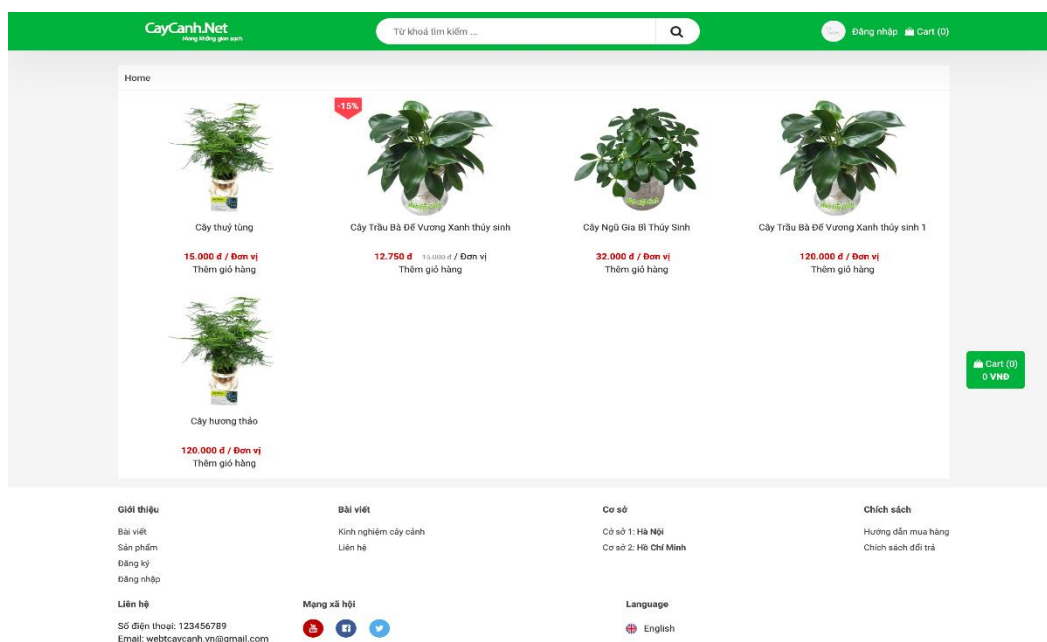 CayCanh.Net
Mang không gian sạch
Từ khoá tìm kiếm ...
Đăng nhập Cart (0)
Home
-15%
Cây thuý tùng
Cây Trầu Bà Đế Vương Xanh thủy sinh
Cây Ngũ Gia Bì Thủy Sinh
Cây Trầu Bà Đế Vương Xanh thủy sinh 1
15.000 đ / Đơn vị
12.750 đ 15.000 đ / Đơn vị
32.000 đ / Đơn vị
120.000 đ / Đơn vị
Thêm giỏ hàng
Thêm giỏ hàng
Thêm giỏ hàng
Thêm giỏ hàng
Cart (0)
0 VNĐ
Cây hương thảo
120.000 đ / Đơn vị
Thêm giỏ hàng
Giới thiệu
Bài viết
Sản phẩm
Đăng ký
Đăng nhập
Bài viết
Kinh nghiệm cây cảnh
Liên hệ
Cơ sở
Cở sở 1: Hà Nội
Cơ sở 2: Hồ Chí Minh
Chích sách
Hướng dẫn mua hàng
Chích sách đổi trả
Liên hệ
Số điện thoại: 123456789
Email: webtcaycanh.vn@gmail.com
Mạng xã hội
Language
English